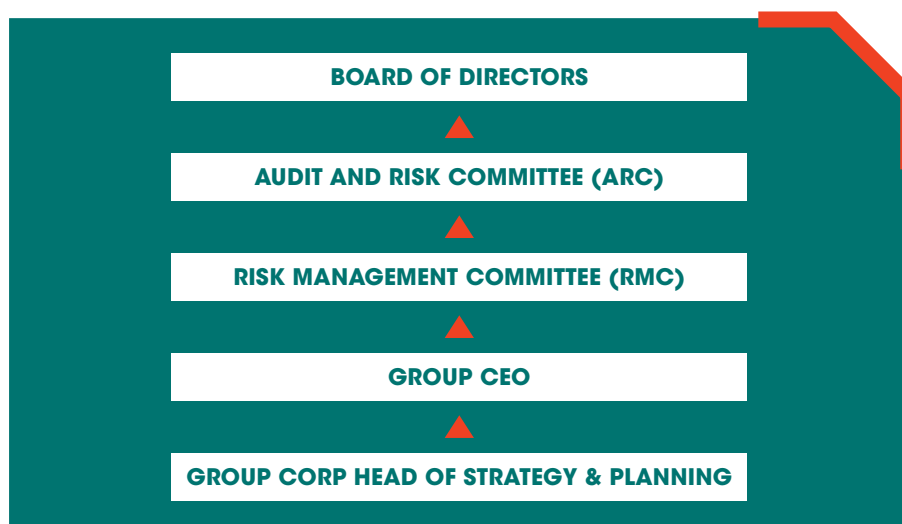 BOARD OF DIRECTORS
AUDIT AND RISK COMMITTEE (ARC)
RISK MANAGEMENT COMMITTEE (RMC)
GROUP CEO
GROUP CORP HEAD OF STRATEGY & PLANNING